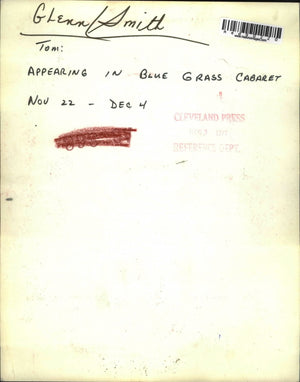 Glenn Smith
Tom:
APPEARING IN BLUE GRASS CABARET
NOV 22 - DEC 4
CLEVELAND PRESS
REFERENCE DEPT.